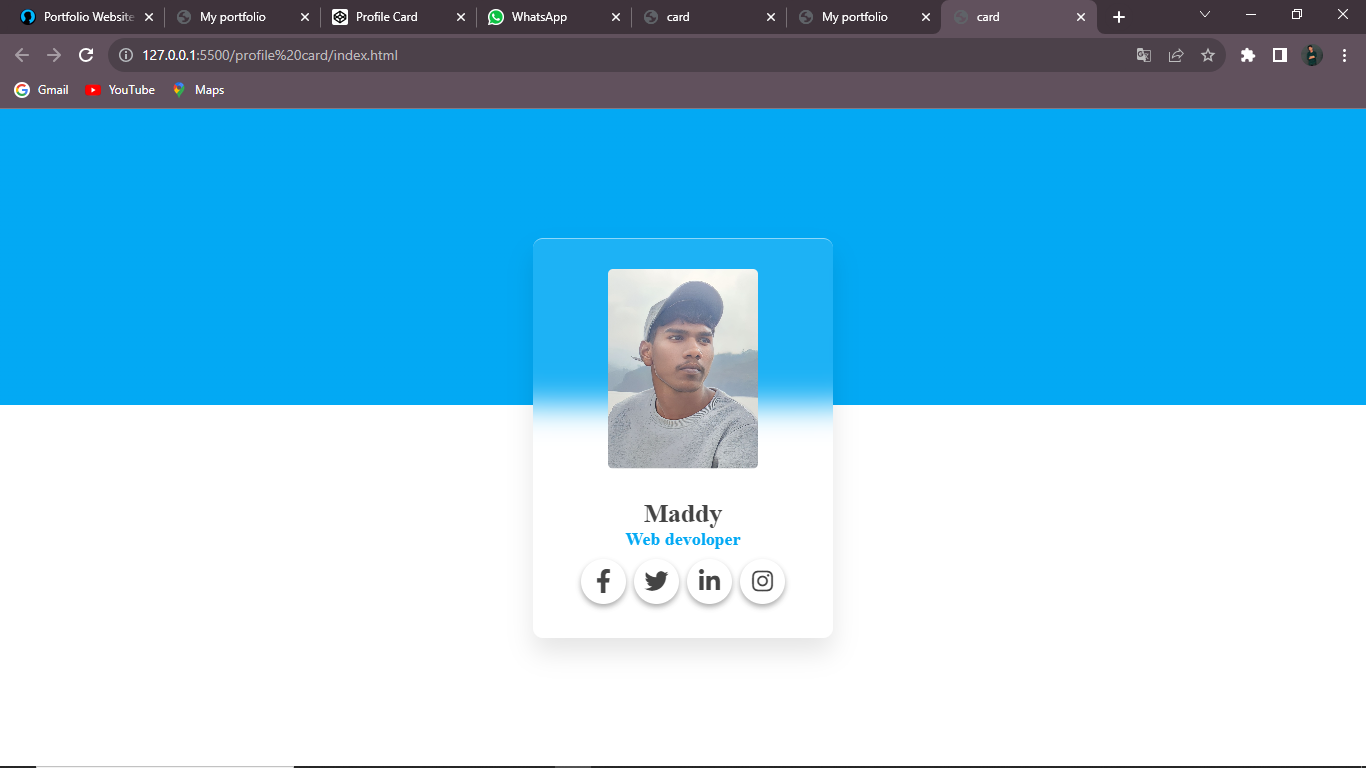 Portfolio Website
My portfolio
Profile Card
WhatsApp
card
My portfolio
card
127.0.0.1:5500/profile%20card/index.html
Gmail
YouTube
Maps
Maddy
Web devoloper